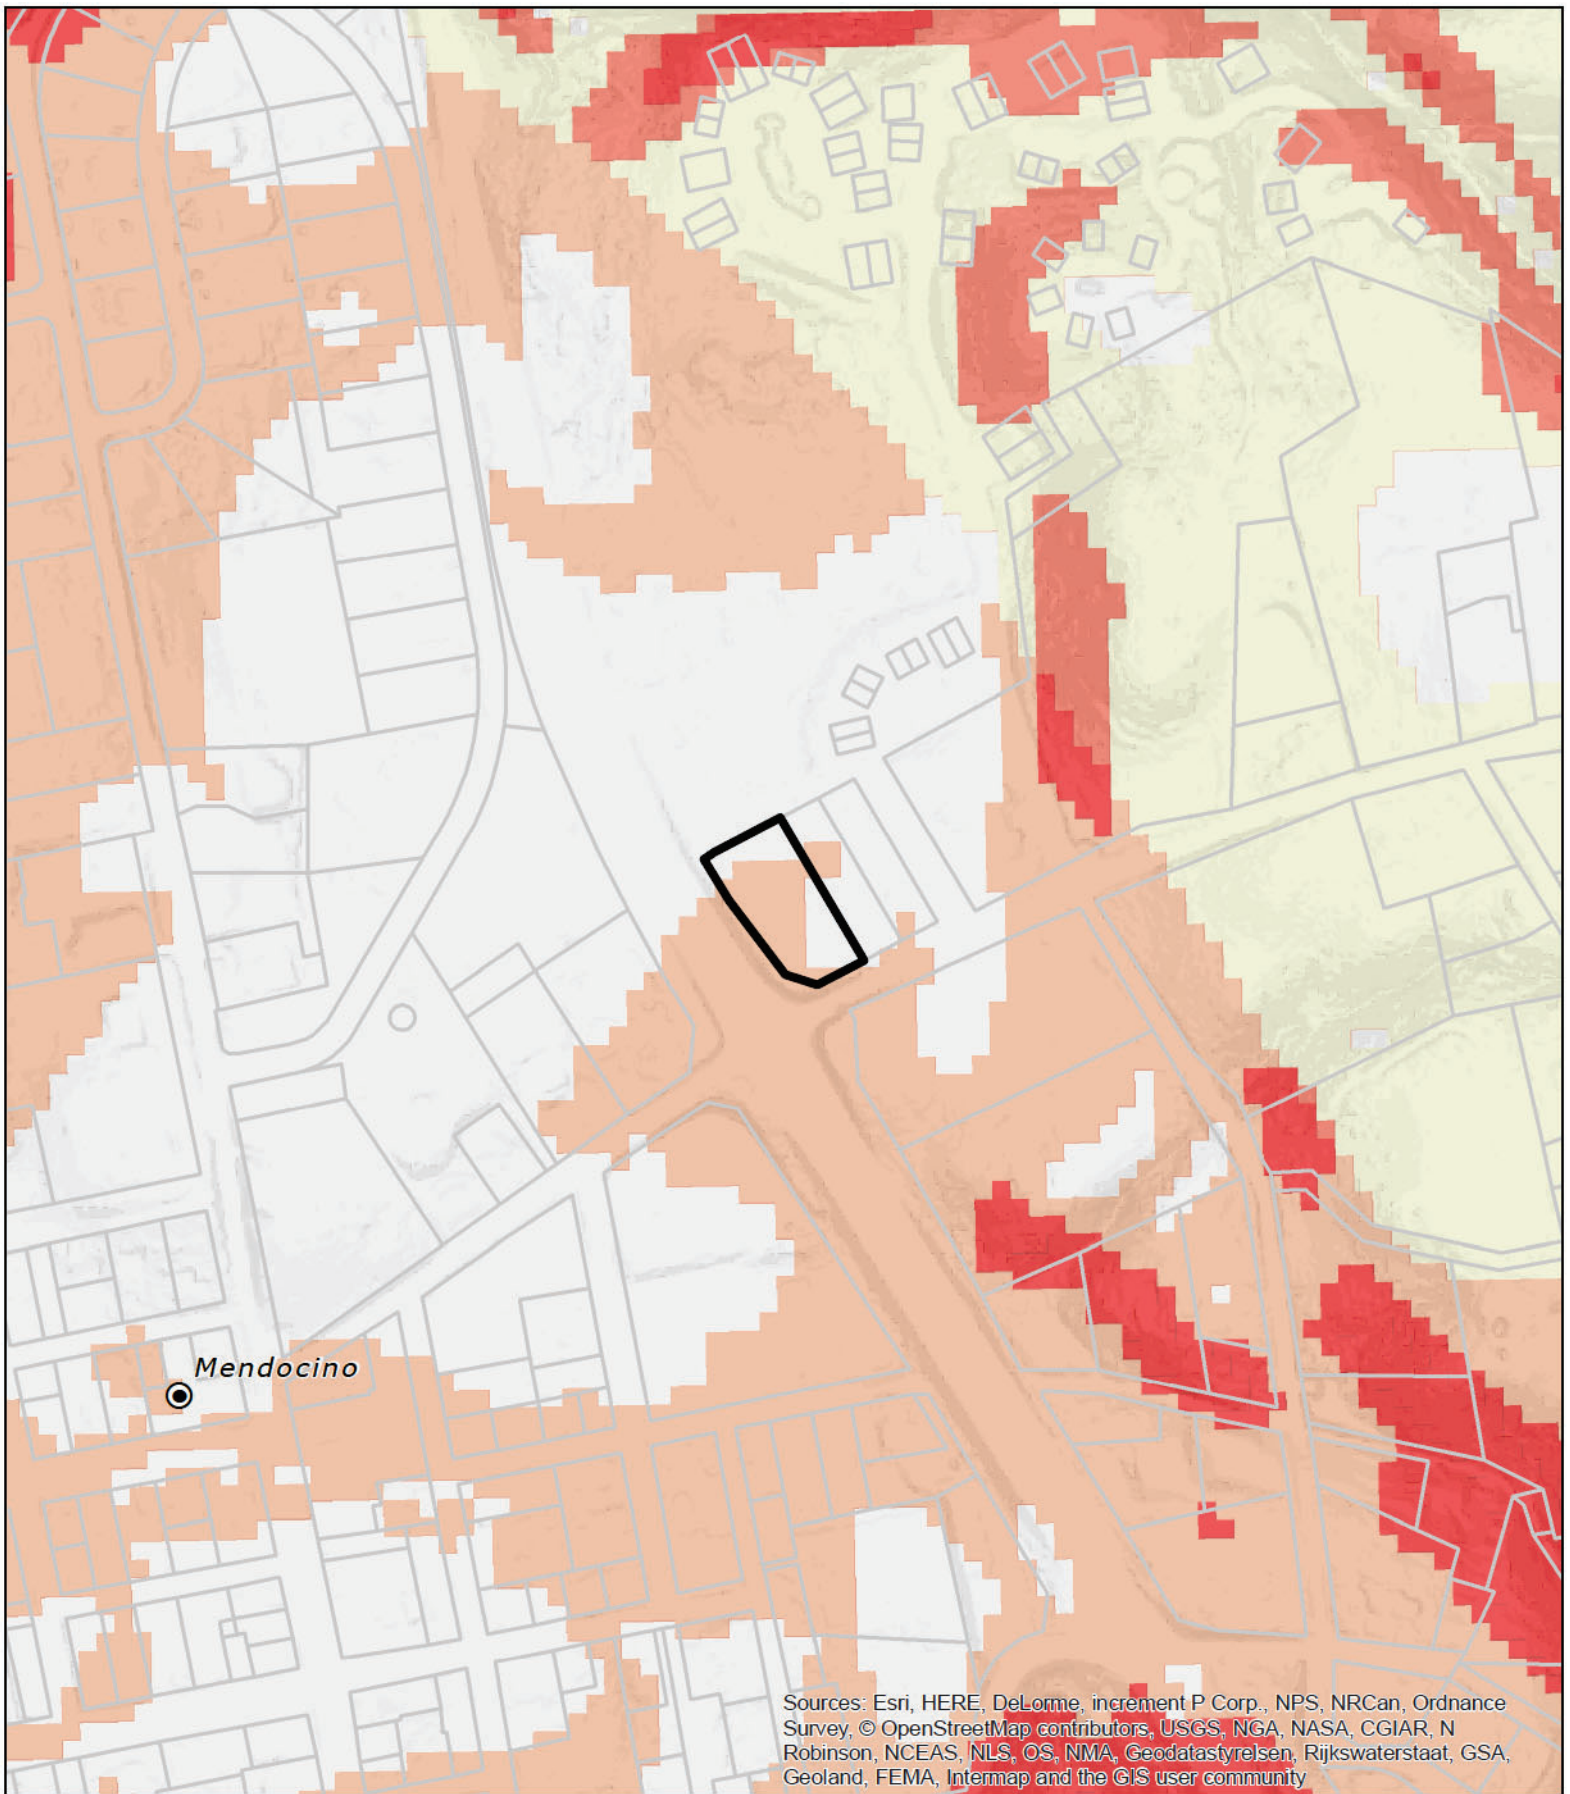 Mendocino
Sources: Esri, HERE, DeLorme, increment P Corp., NPS, NRCan, Ordnance
Survey, © OpenStreetMap contributors, USGS, NGA, NASA, CGIAR, N
Robinson, NCEAS, NLS, OS, NMA, Geodatastyrelsen, Rijkswaterstaat, GSA,
Geoland, FEMA, Intermap and the GIS user community